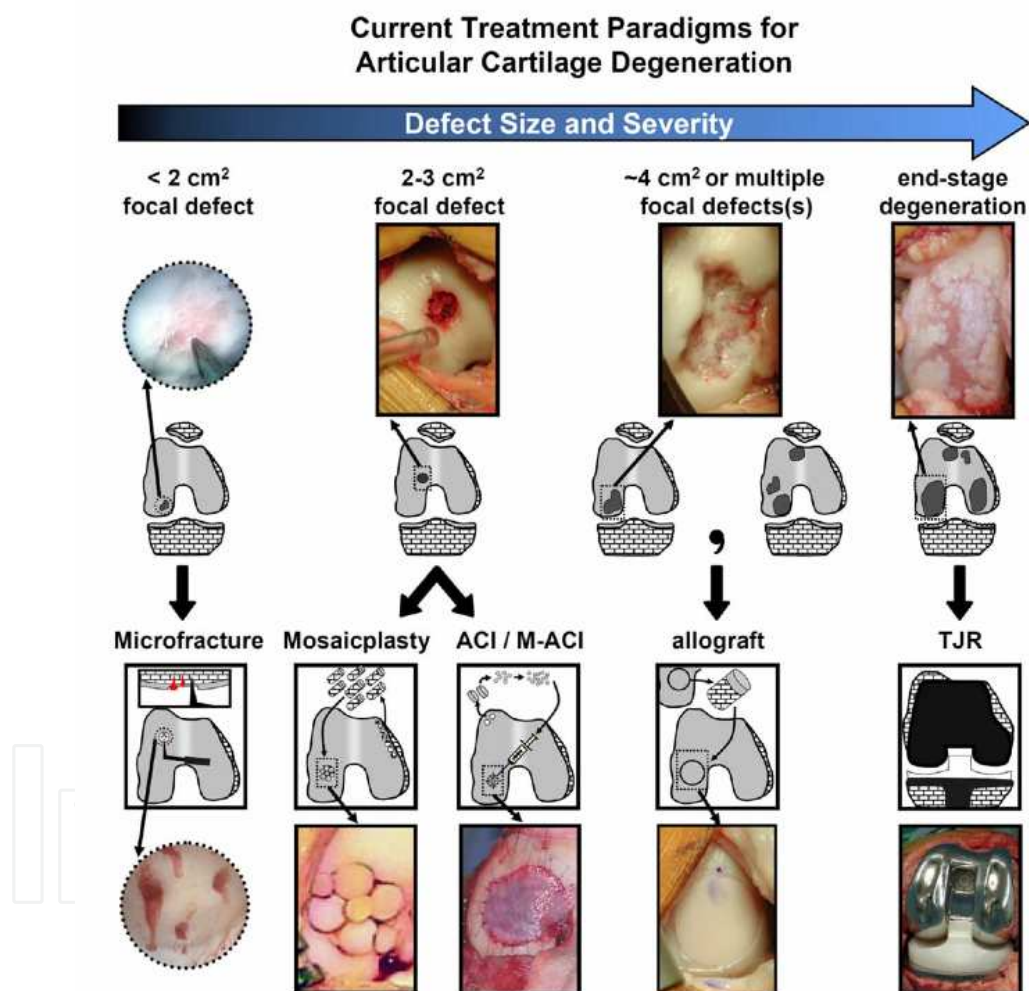 Current Treatment Paradigms for
Articular Cartilage Degeneration
Defect Size and Severity
< 2 cm²
focal defect
2-3 cm²
focal defect
~4 cm² or multiple
focal defects(s)
end-stage
degeneration
,
Microfracture
Mosaicplasty
ACI / M-ACI
allograft
TJR